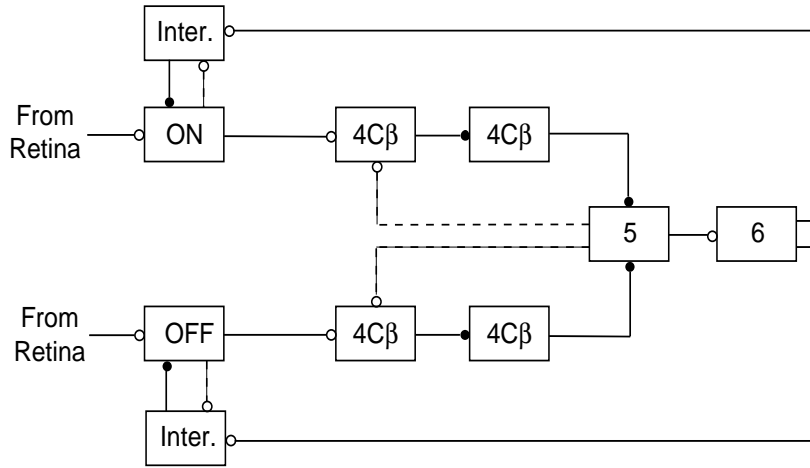 Inter.
From
Retina
ON
4Cβ
4Cβ
5
6
From
Retina
OFF
4Cβ
4Cβ
Inter.